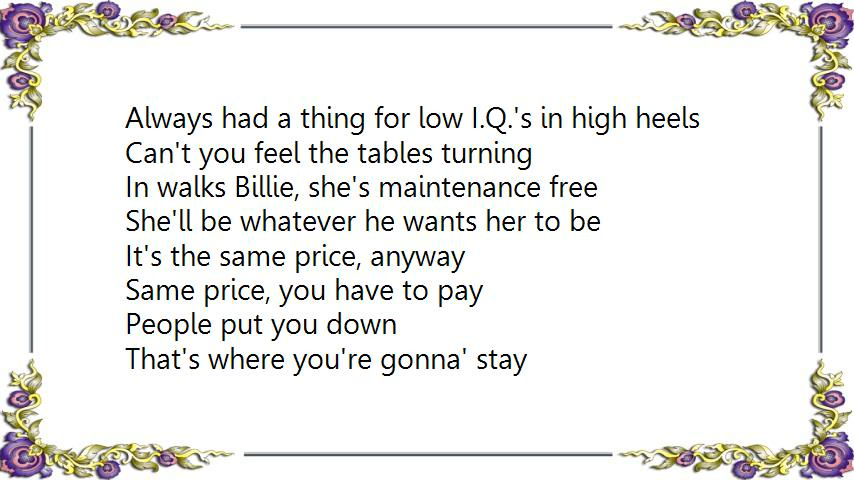 Always had a thing for low I.Q.'s in high heels
Can't you feel the tables turning
In walks Billie, she's maintenance free
She'll be whatever he wants her to be
It's the same price, anyway
Same price, you have to pay
People put you down
That's where you're gonna' stay